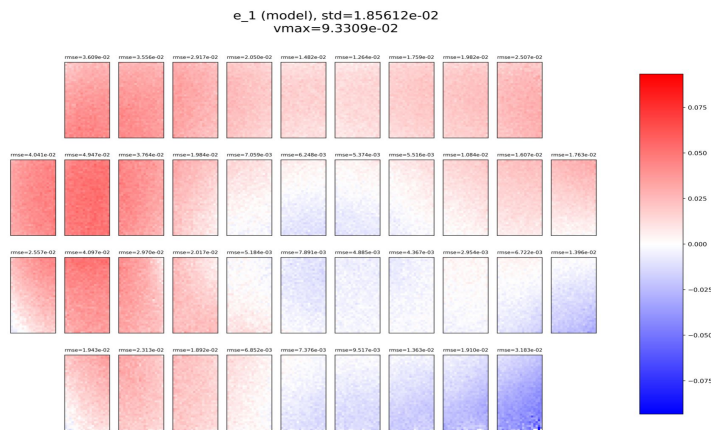 e_1 (model), std=1.85612e-02
vmax=9.3309e-02
rmse=3.609e-02 rmse=3.556e-02 rmse=2.917e-02 rmse=2.050e-02 rmse=1.482e-02 rmse=1.264e-02 rmse=1.759e-02 rmse=1.982e-02 rmse=2.507e-02
0.075
rmse=4.041e-02 rmse=4.947e-02 rmse=3.764e-02 rmse=1.984e-02 rmse=7.059e-03 rmse=6.248e-03 rmse=5.374e-03 rmse=5.516e-03 rmse=1.084e-02 rmse=1.607e-02 rmse=1.763e-02
0.050
0.025
0.000
rmse=2.557e-02 rmse=4.097e-02 rmse=2.970e-02 rmse=2.017e-02 rmse=5.184e-03 rmse=7.891e-03 rmse=4.885e-03 rmse=4.367e-03 rmse=2.954e-03 rmse=6.722e-03 rmse=1.396e-02
−0.025
−0.050
rmse=1.943e-02 rmse=2.313e-02 rmse=1.892e-02 rmse=6.852e-03 rmse=7.376e-03 rmse=9.517e-03 rmse=1.363e-02 rmse=1.910e-02 rmse=3.183e-02
−0.075